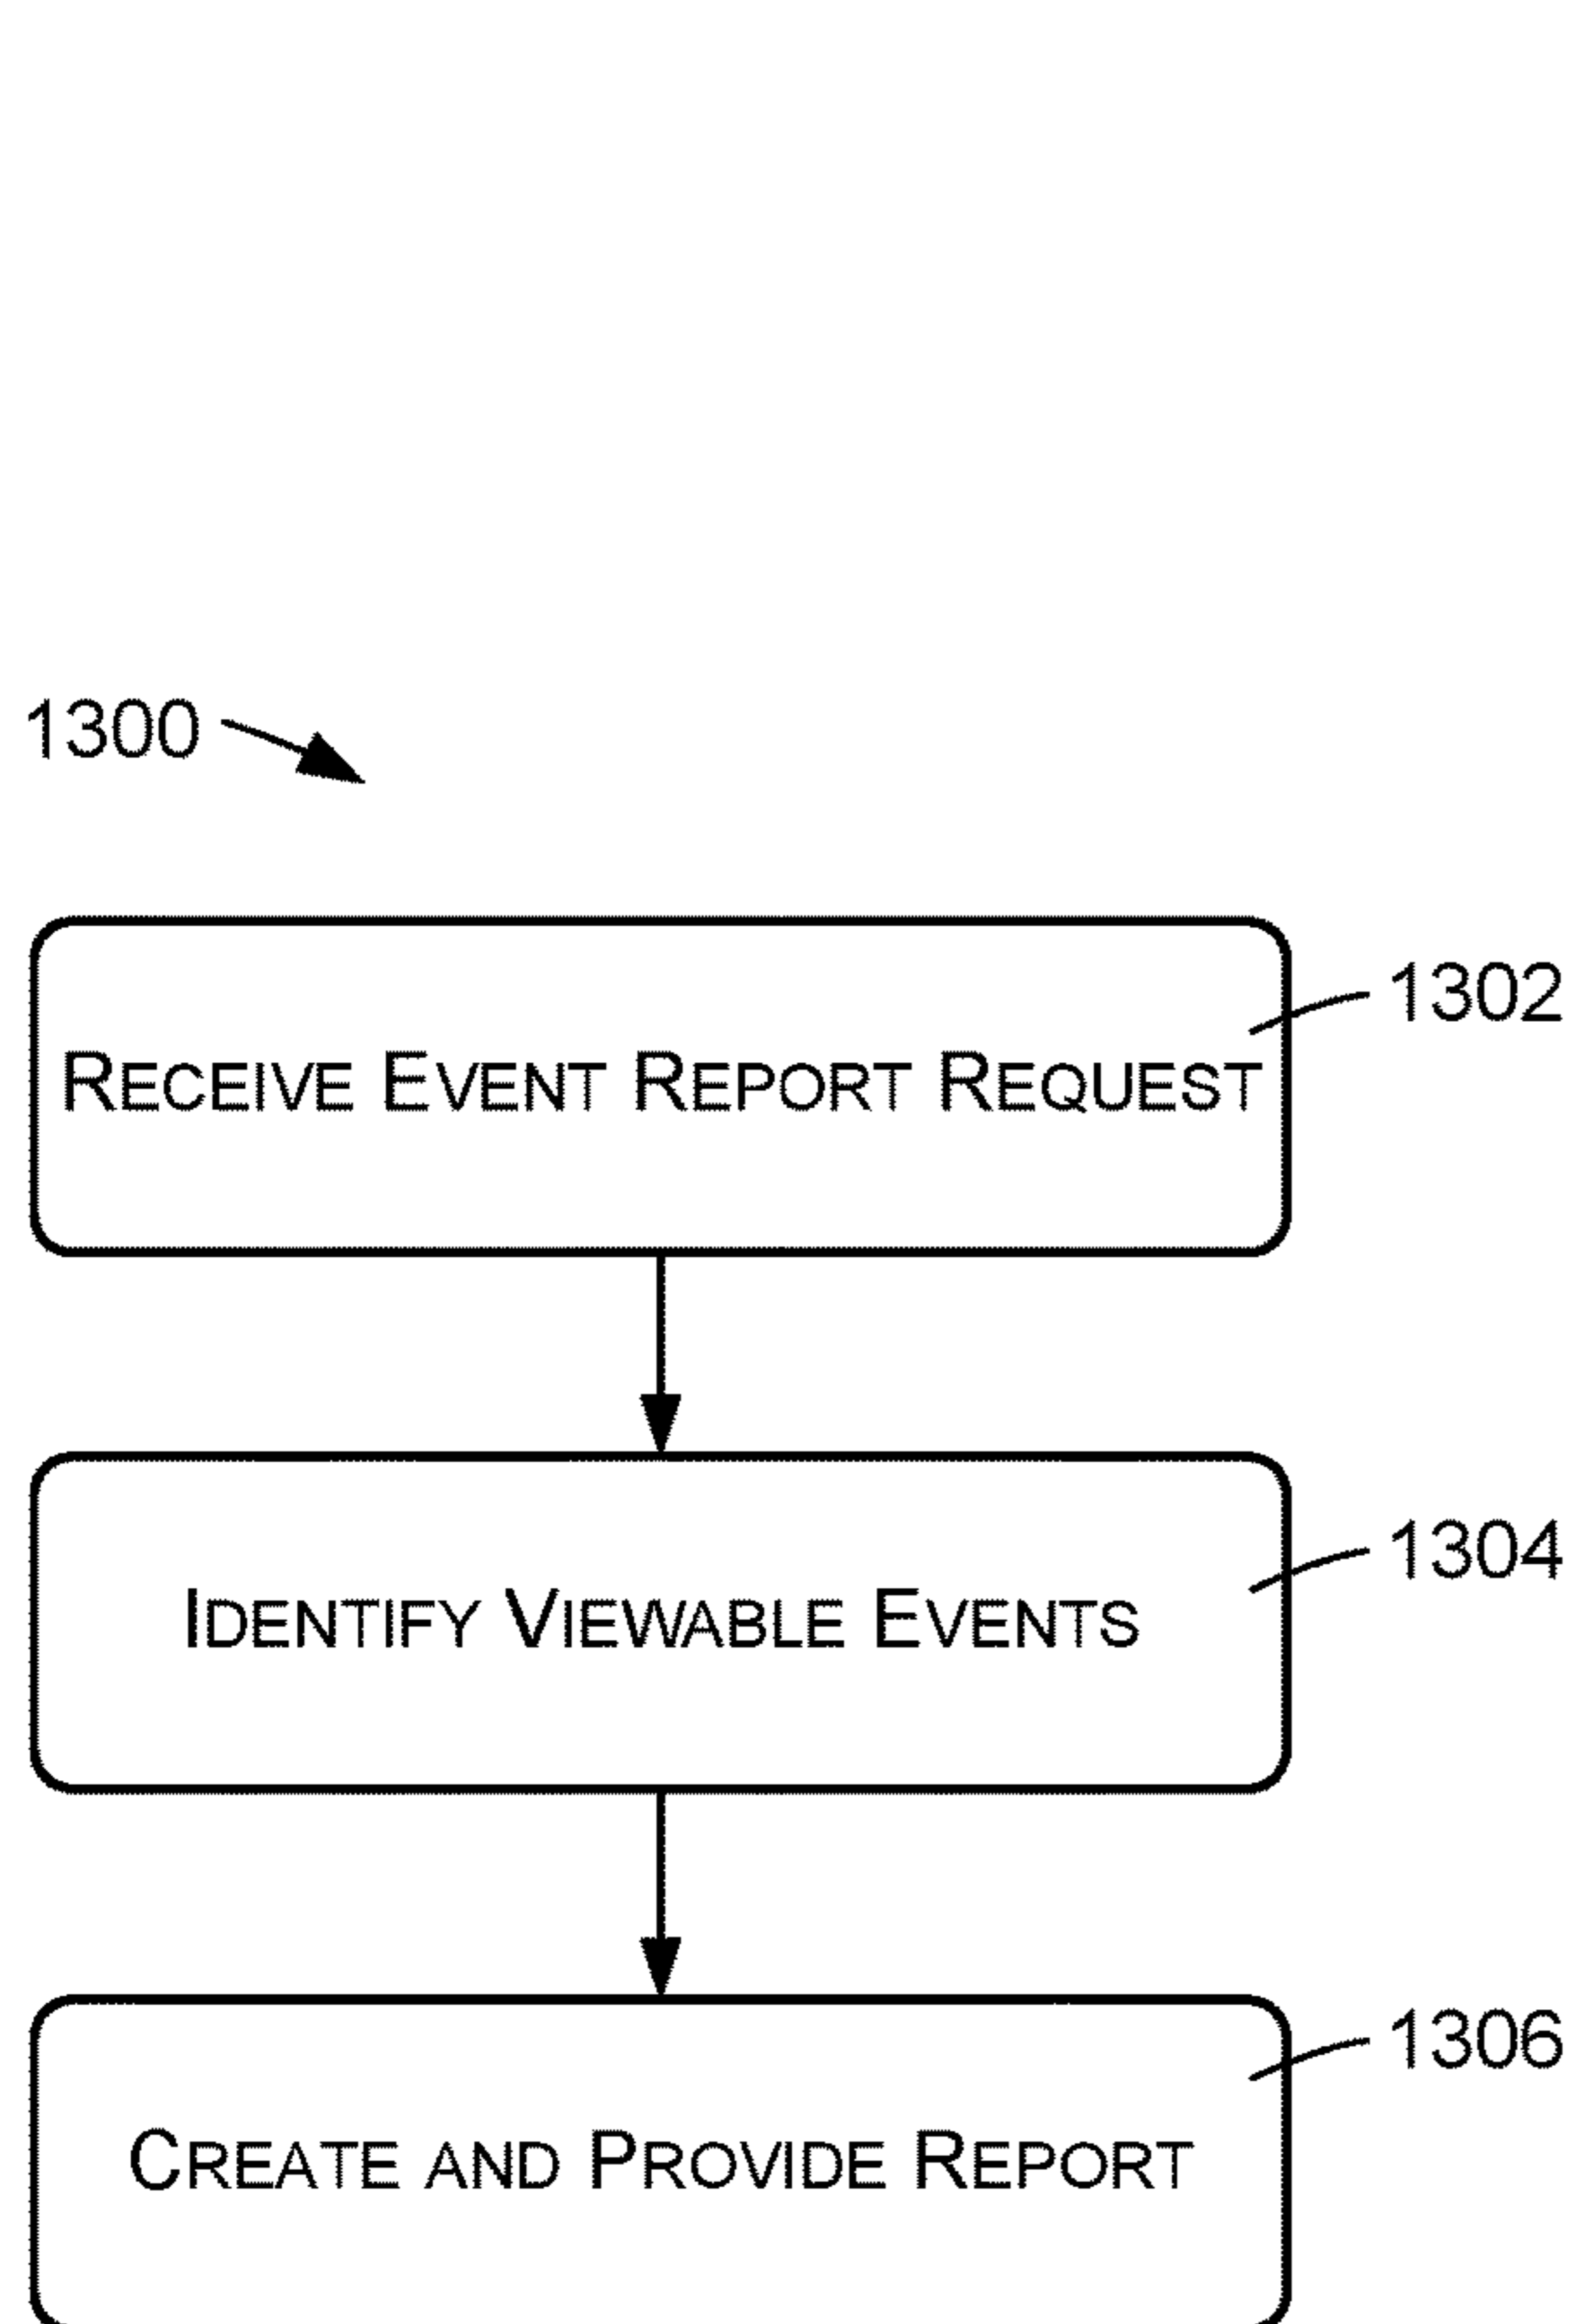 1300
1302
RECEIVE EVENT REPORT REQUEST
1304
IDENTIFY VIEWABLE EVENTS
1306
CREATE AND PROVIDE REPORT